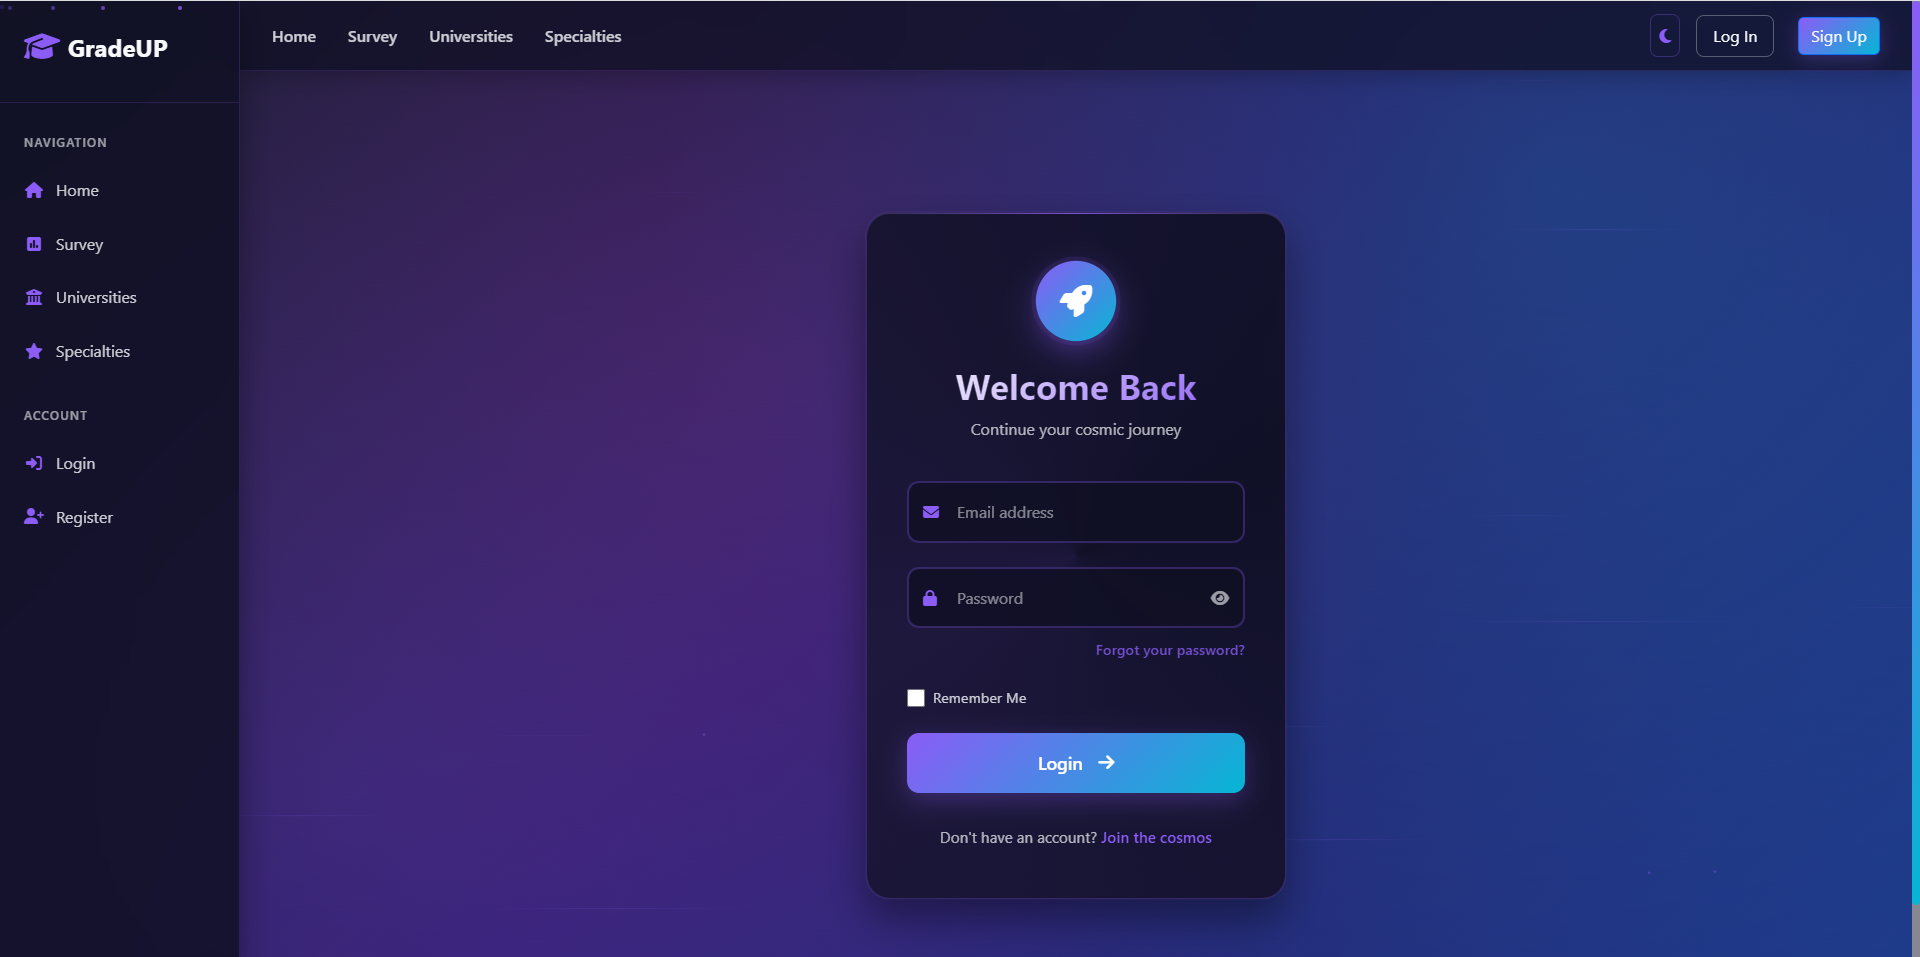 GradeUP
Home Survey Universities Specialties
Log In Sign Up
NAVIGATION
Home
Survey
Universities
Specialties
ACCOUNT
Login
Register
Welcome Back
Continue your cosmic journey
Email address
Password
Forgot your password?
Remember Me
Login
Don't have an account? Join the cosmos